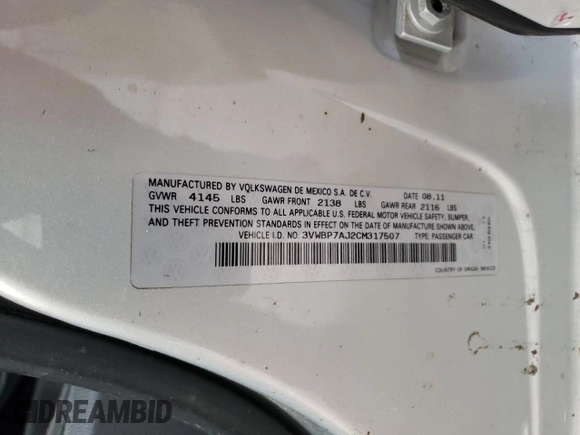 MANUFACTURED BY VOLKSWAGEN DE MEXICO S.A. DE C.V. DATE 08.11
GVWR 4145 LBS GAWR FRONT 2138 LBS GAWR REAR 2116 LBS
THIS VEHICLE CONFORMS TO ALL APPLICABLE U.S. FEDERAL MOTOR VEHICLE SAFETY, BUMPER,
AND THEFT PREVENTION STANDARDS IN EFFECT ON THE DATE OF MANUFACTURE SHOWN ABOVE.
VEHICLE I.D. NO. 3VWBP7AJ2CM317507 TYPE: PASSENGER CAR
COUNTRY OF ORIGIN: MEXICO
DREAMBID